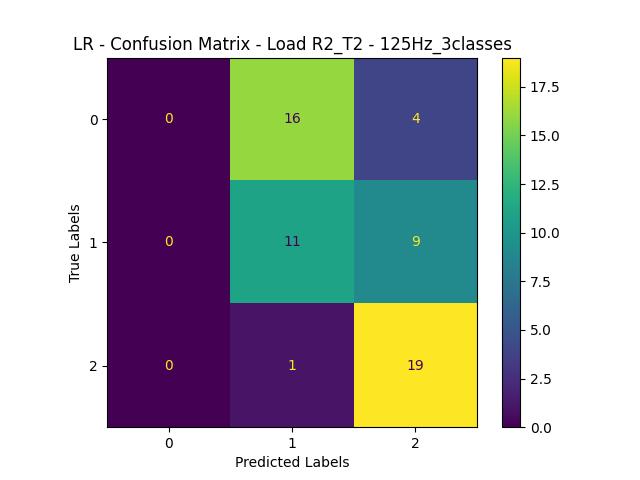 LR - Confusion Matrix - Load R2_T2 - 125Hz_3classes
True Labels
0 0 16 4
1 0 11 9
2 0 1 19
0 1 2
Predicted Labels
17.5
15.0
12.5
10.0
7.5
5.0
2.5
0.0